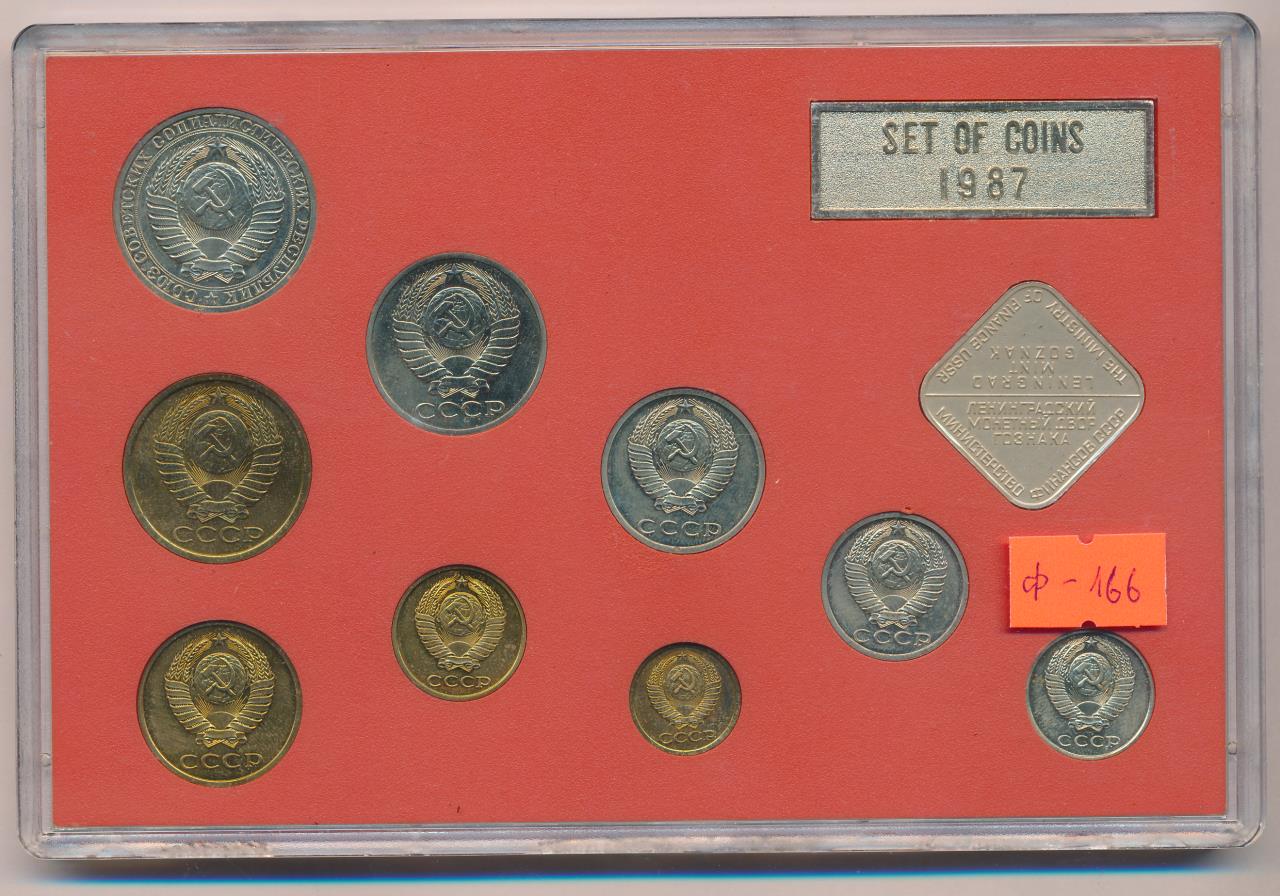 SET OF COINS
1987
СОЮЗ СОВЕТСКИХ СОЦИАЛИСТИЧЕСКИХ РЕСПУБЛИК
СССР
THE MINISTRY OF FINANCE USSR
LENINGRAD
MINT
GOZNAK
ЛЕНИНГРАДСКИЙ
МОНЕТНЫЙ ДВОР
ГОЗНАКА
МИНИСТЕРСТВО ФИНАНСОВ СССР
СССР
СССР
СССР
Ф - 166
СССР
СССР
СССР
СССР